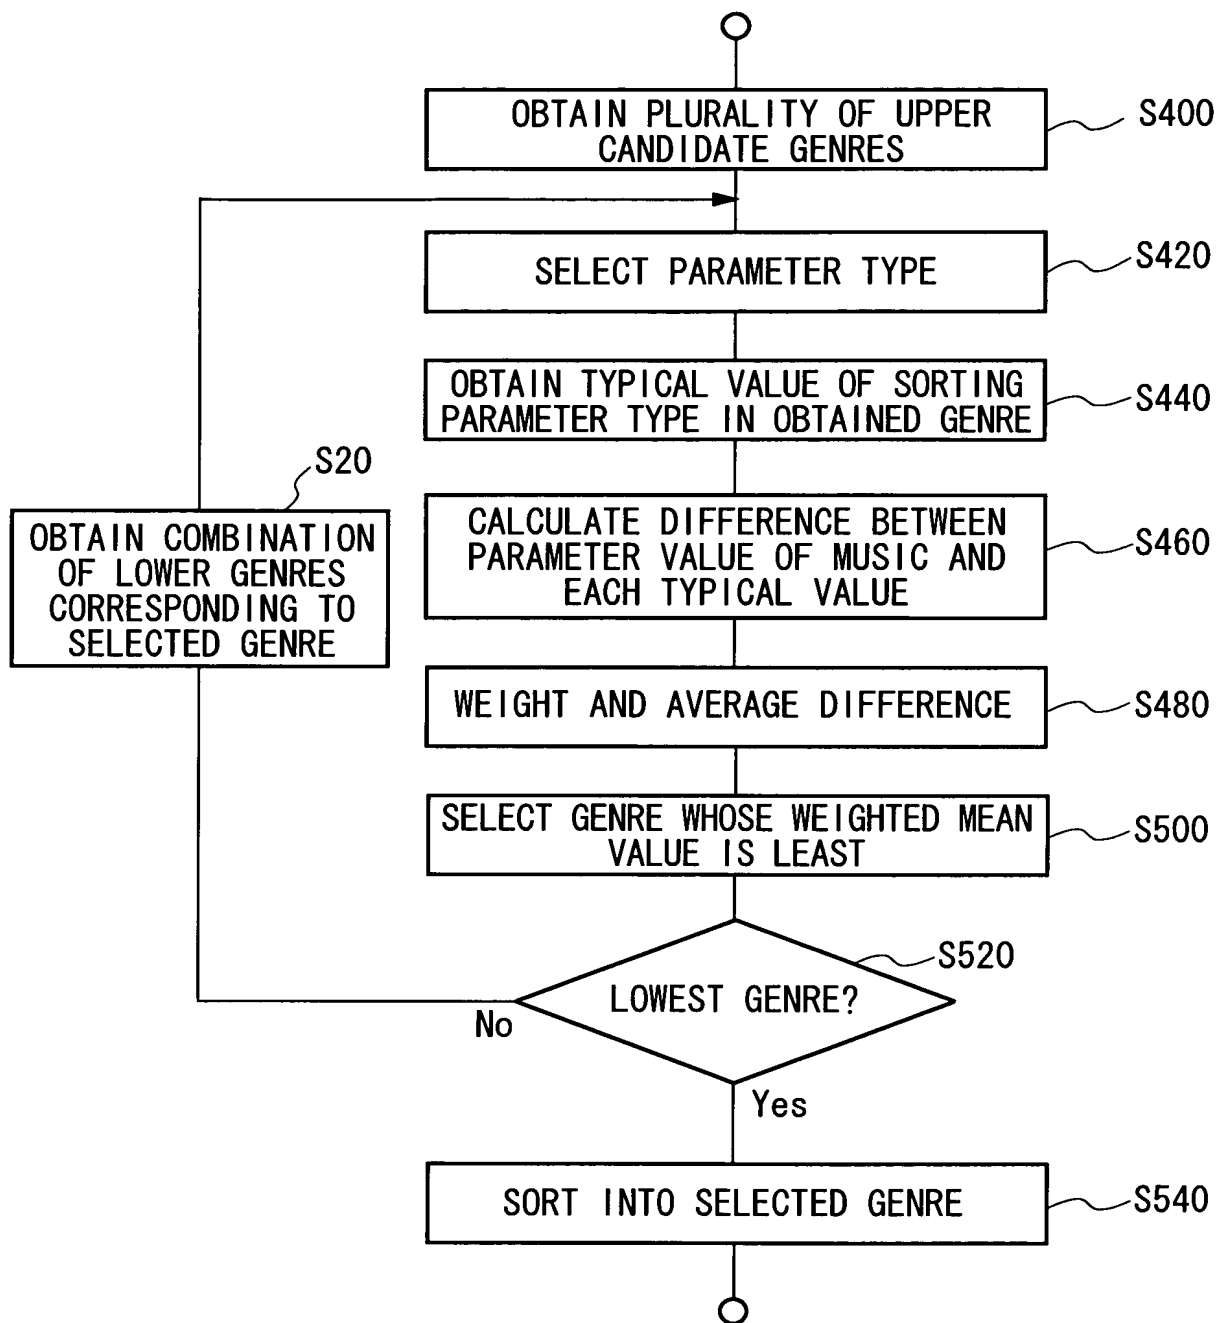 OBTAIN PLURALITY OF UPPER
CANDIDATE GENRES
S400
SELECT PARAMETER TYPE
S420
OBTAIN TYPICAL VALUE OF SORTING
PARAMETER TYPE IN OBTAINED GENRE
S440
S20
OBTAIN COMBINATION
OF LOWER GENRES
CORRESPONDING TO
SELECTED GENRE
CALCULATE DIFFERENCE BETWEEN
PARAMETER VALUE OF MUSIC AND
EACH TYPICAL VALUE
S460
WEIGHT AND AVERAGE DIFFERENCE
S480
SELECT GENRE WHOSE WEIGHTED MEAN
VALUE IS LEAST
S500
S520
LOWEST GENRE?
No
Yes
SORT INTO SELECTED GENRE
S540